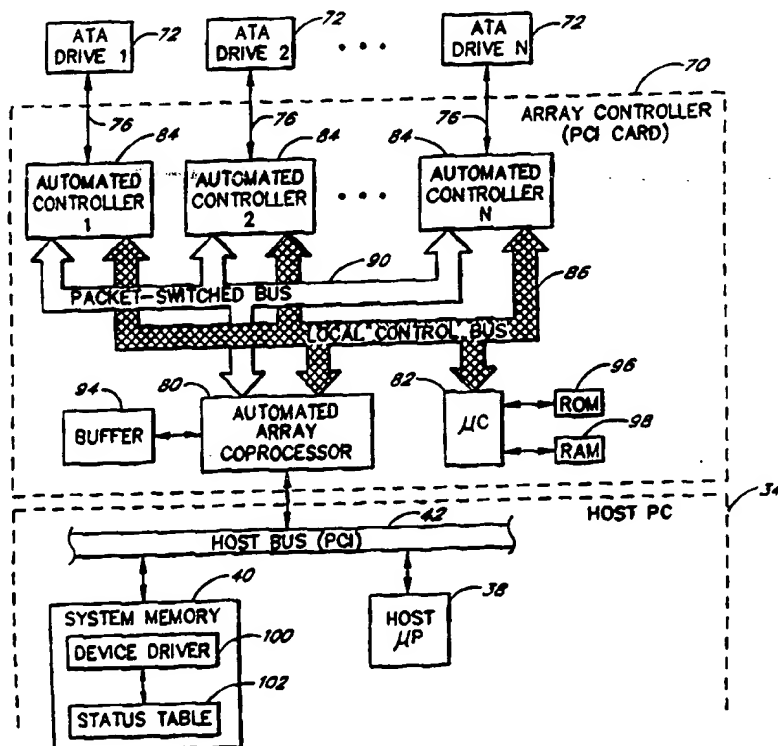 72
72
72
ATA
DRIVE 1
ATA
DRIVE 2
• • •
ATA
DRIVE N
70
76
76
76
ARRAY CONTROLLER
(PCI CARD)
84
84
84
AUTOMATED
CONTROLLER
1
AUTOMATED
CONTROLLER
2
• • •
AUTOMATED
CONTROLLER
N
90
86
PACKET-SWITCHED BUS
LOCAL CONTROL BUS
94
80
82
96
BUFFER
AUTOMATED
ARRAY
COPROCESSOR
μC
ROM
98
RAM
34
42
HOST PC
HOST BUS (PCI)
40
38
SYSTEM MEMORY
100
DEVICE DRIVER
HOST
μP
102
STATUS TABLE